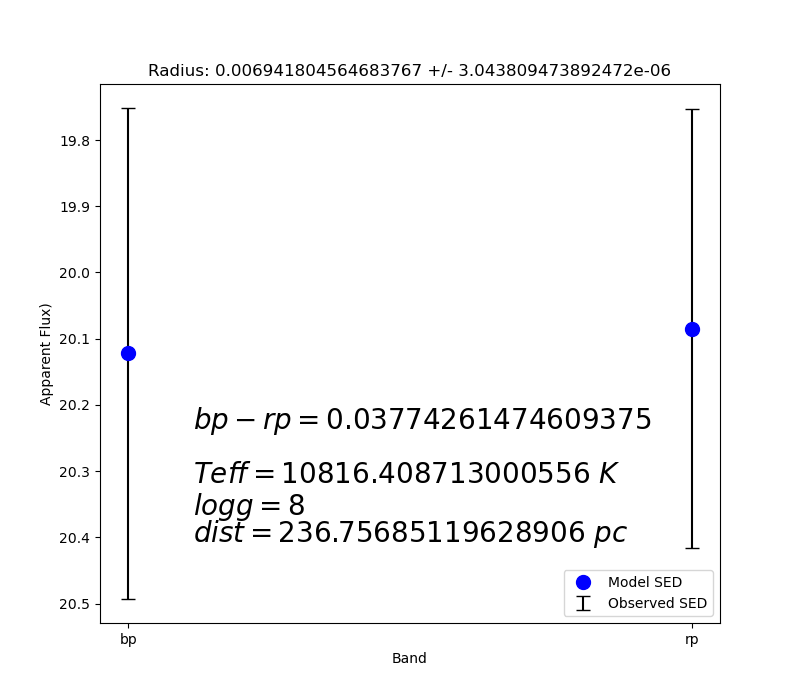 Radius: 0.006941804564683767 +/- 3.043809473892472e-06
19.8
19.9
20.0
20.1
20.2
20.3
20.4
20.5
Apparent Flux)
bp − rp = 0.03774261474609375
Teff = 10816.408713000556 K
logg = 8
dist = 236.75685119628906 pc
Model SED
Observed SED
bp
rp
Band